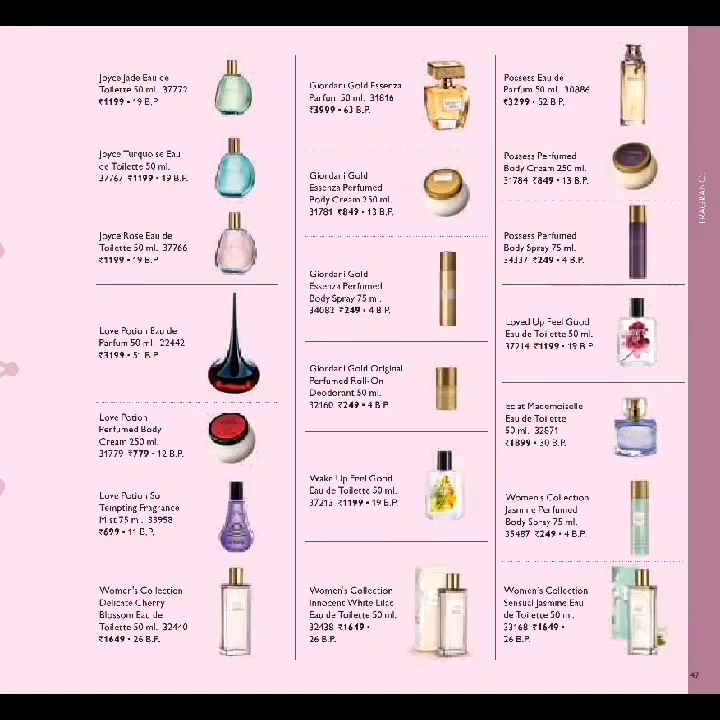 Joyce Jade Eau de
Toilette 50 ml. 37772
₹1199 • 19 B.P.
Joyce Turquoise Eau
de Toilette 50 ml.
37767 ₹1199 • 19 B.P.
Joyce Rose Eau de
Toilette 50 ml. 37766
₹1199 • 19 B.P.
Love Potion Eau de
Parfum 50 ml. 22442
₹3199 • 51 B.P.
Love Potion
Perfumed Body
Cream 250 ml.
31779 ₹779 • 12 B.P.
Love Potion So
Tempting Fragrance
Mist 75 ml. 33958
₹699 • 11 B.P.
Women's Collection
Delicate Cherry
Blossom Eau de
Toilette 50 ml. 32440
₹1649 • 26 B.P.
Giordani Gold Essenza
Parfum 50 ml. 31816
₹3999 • 63 B.P.
Giordani Gold
Essenza Perfumed
Body Cream 250 ml.
31781 ₹849 • 13 B.P.
Giordani Gold
Essenza Perfumed
Body Spray 75 ml.
34082 ₹249 • 4 B.P.
Giordani Gold Original
Perfumed Roll-On
Deodorant 50 ml.
32160 ₹249 • 4 B.P.
Wake Up Feel Good
Eau de Toilette 50 ml.
37213 ₹1199 • 19 B.P.
Women's Collection
Innocent White Lilac
Eau de Toilette 50 ml.
32438 ₹1649 •
26 B.P.
Possess Eau de
Parfum 50 ml. 30886
₹3299 • 52 B.P.
Possess Perfumed
Body Cream 250 ml.
31784 ₹849 • 13 B.P.
Possess Perfumed
Body Spray 75 ml.
34337 ₹249 • 4 B.P.
Loved Up Feel Good
Eau de Toilette 50 ml.
37214 ₹1199 • 19 B.P.
Eclat Mademoiselle
Eau de Toilette
50 ml. 32871
₹1899 • 30 B.P.
Women's Collection
Jasmine Perfumed
Body Spray 75 ml.
35487 ₹249 • 4 B.P.
Women's Collection
Sensual Jasmine Eau
de Toilette 50 ml.
33168 ₹1649 •
26 B.P.
FRAGRANCE
47